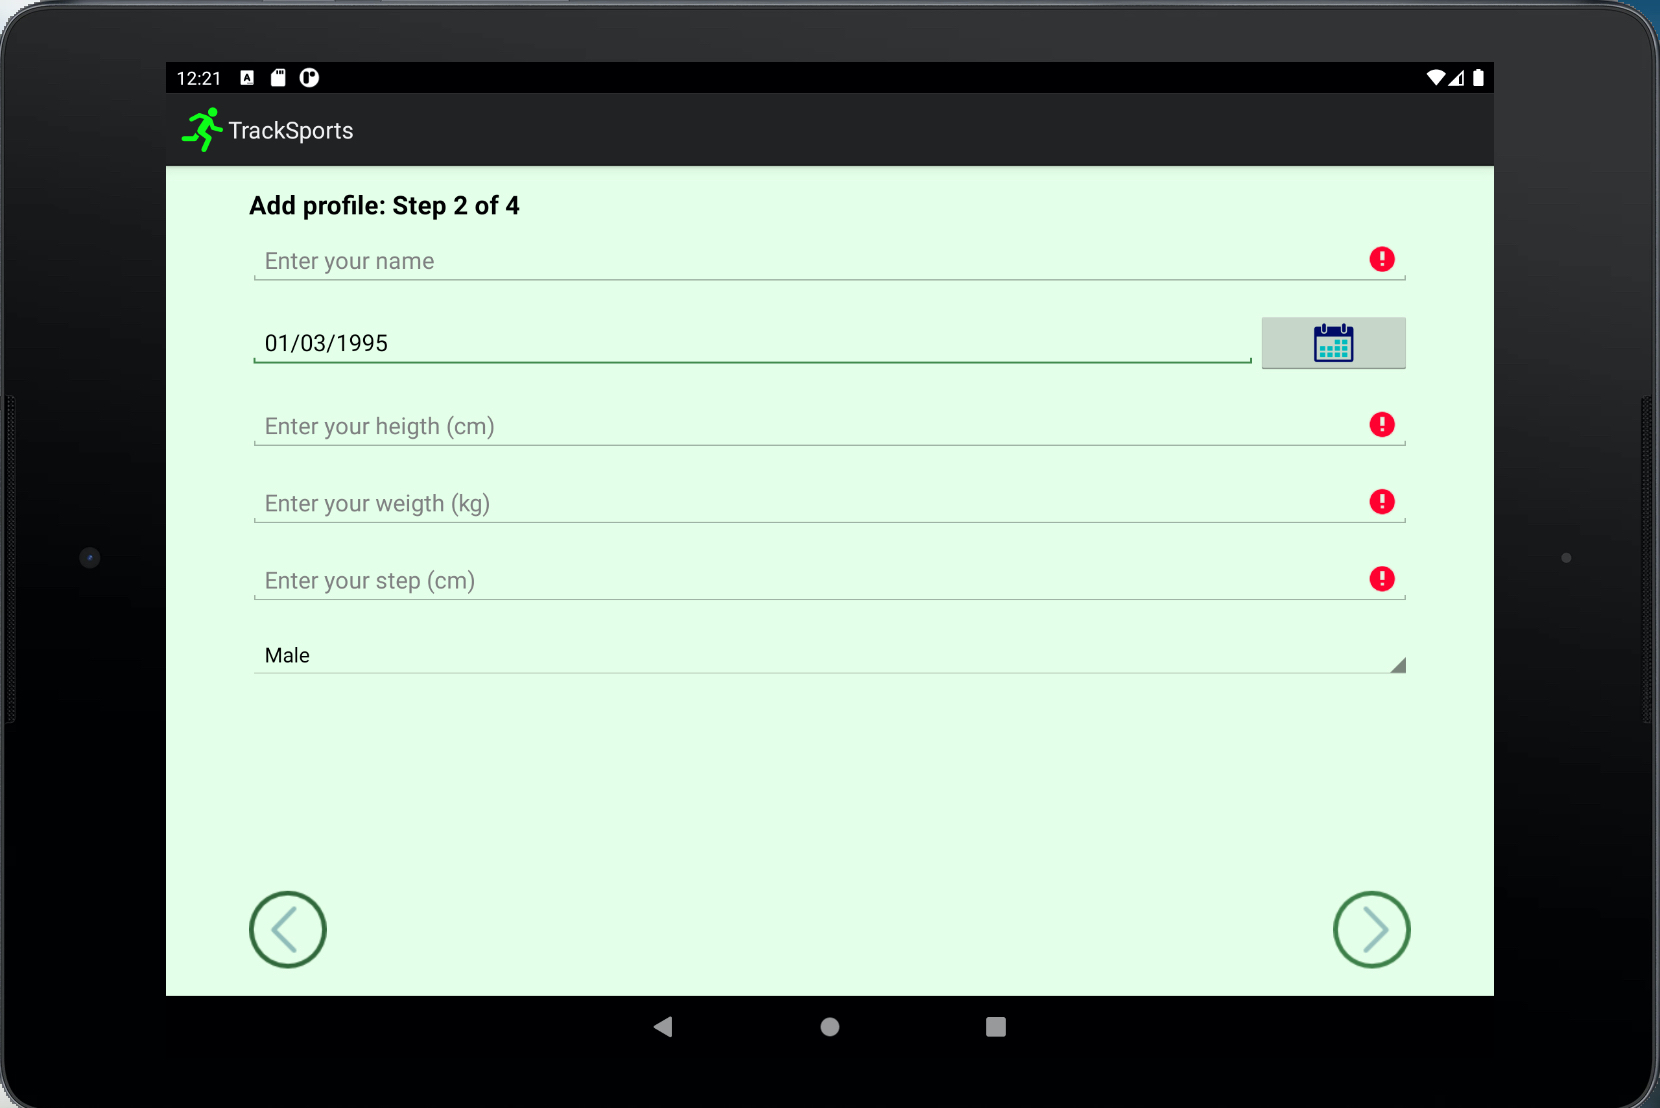 12:21
TrackSports
Add profile: Step 2 of 4
Enter your name
01/03/1995
Enter your heigth (cm)
Enter your weigth (kg)
Enter your step (cm)
Male